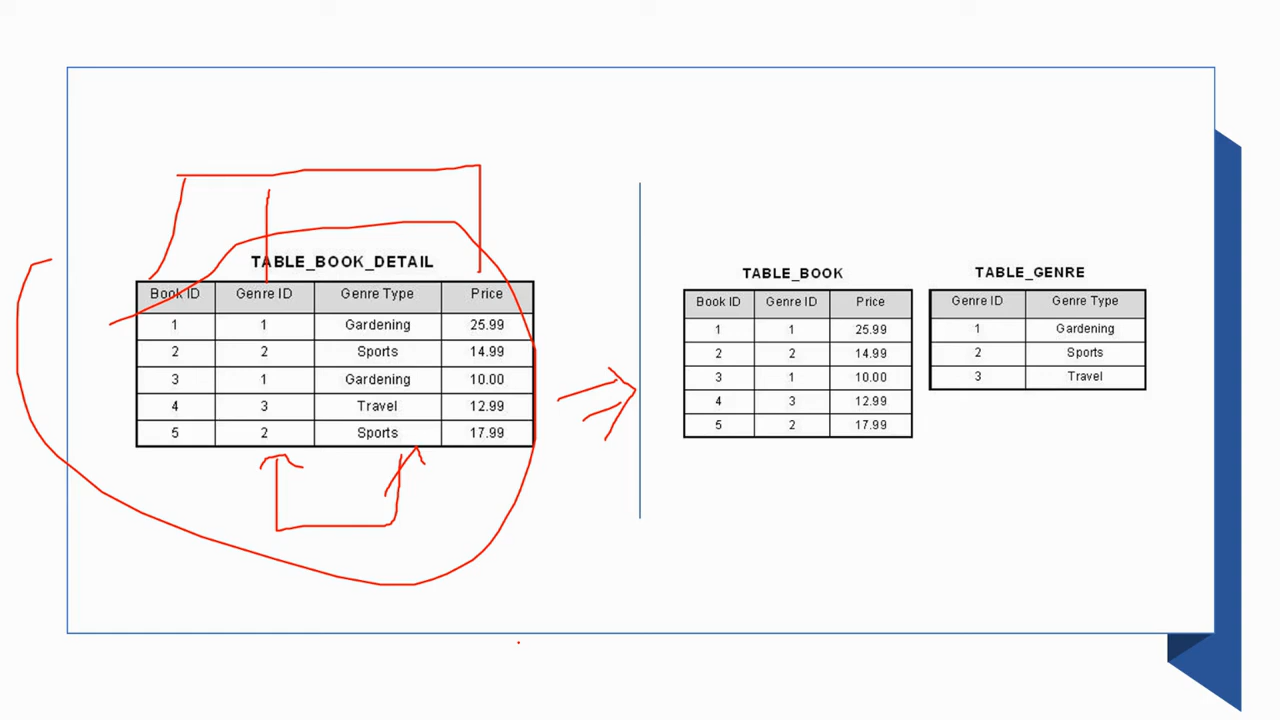 TABLE_BOOK_DETAIL
Book ID Genre ID Genre Type Price
1 1 Gardening 25.99
2 2 Sports 14.99
3 1 Gardening 10.00
4 3 Travel 12.99
5 2 Sports 17.99
TABLE_BOOK
Book ID Genre ID Price
1 1 25.99
2 2 14.99
3 1 10.00
4 3 12.99
5 2 17.99
TABLE_GENRE
Genre ID Genre Type
1 Gardening
2 Sports
3 Travel